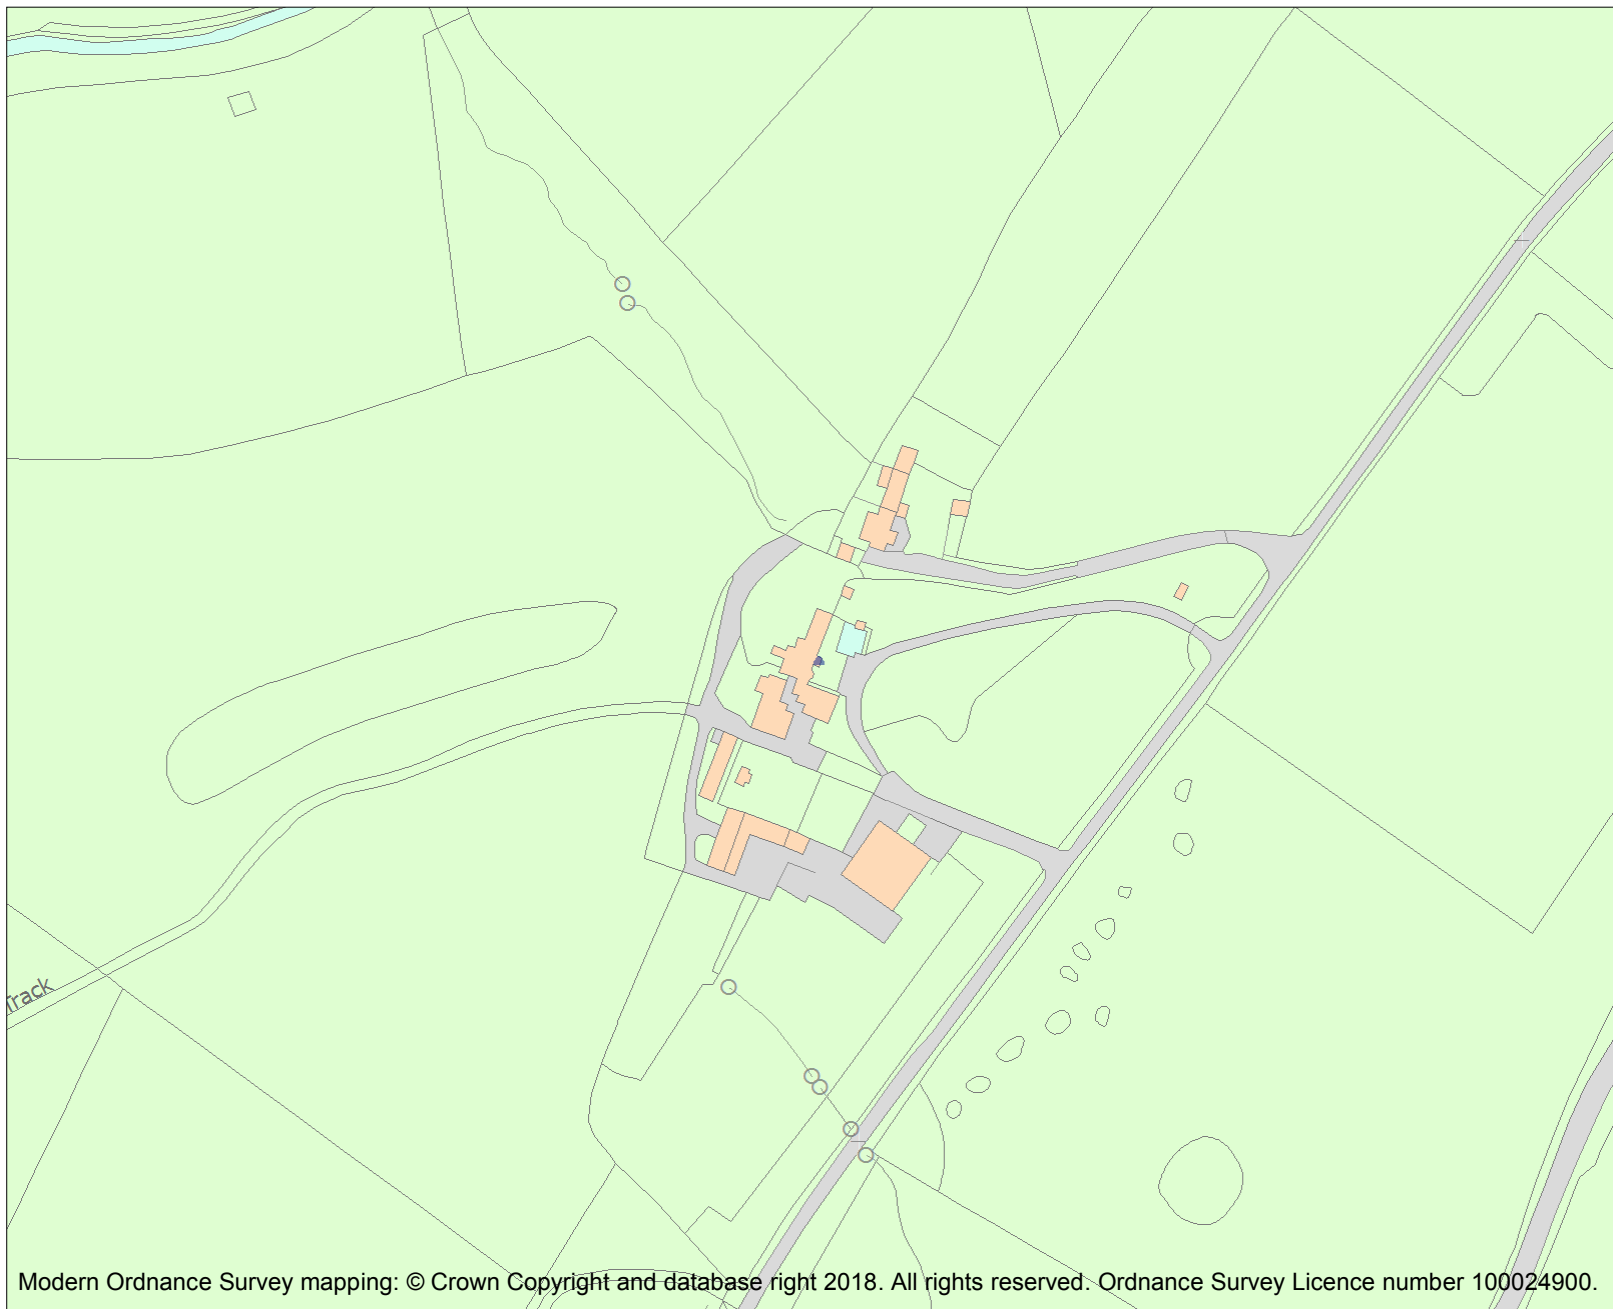 Track
Modern Ordnance Survey mapping: © Crown Copyright and database right 2018. All rights reserved. Ordnance Survey Licence number 100024900.